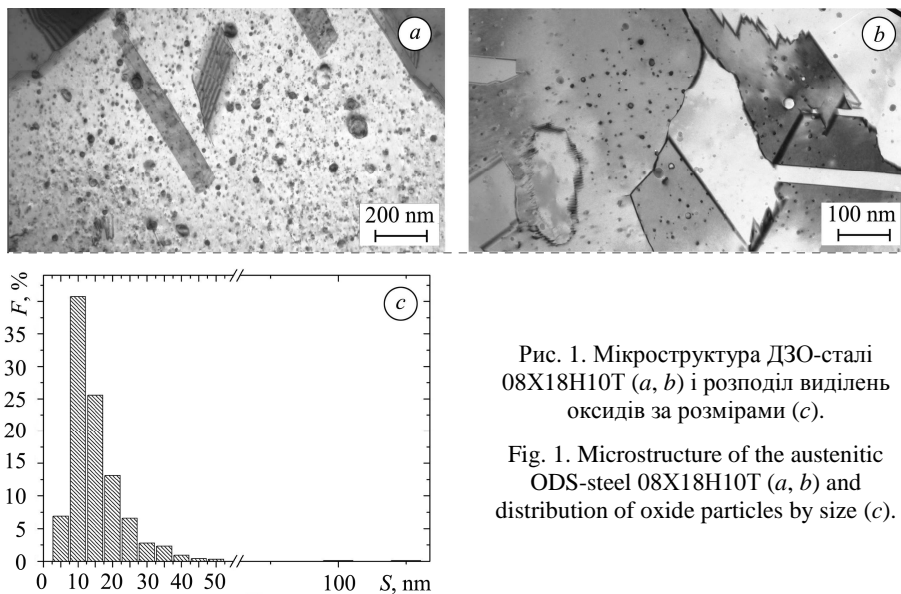 a
b
200 nm
100 nm
F, %
c
35
30
25
20
15
10
5
0
0 10 20 30 40 50 100 S, nm
Рис. 1. Мікроструктура ДЗО-сталі
08Х18Н10Т (a, b) і розподіл виділень
оксидів за розмірами (c).
Fig. 1. Microstructure of the austenitic
ODS-steel 08Х18Н10Т (a, b) and
distribution of oxide particles by size (c).